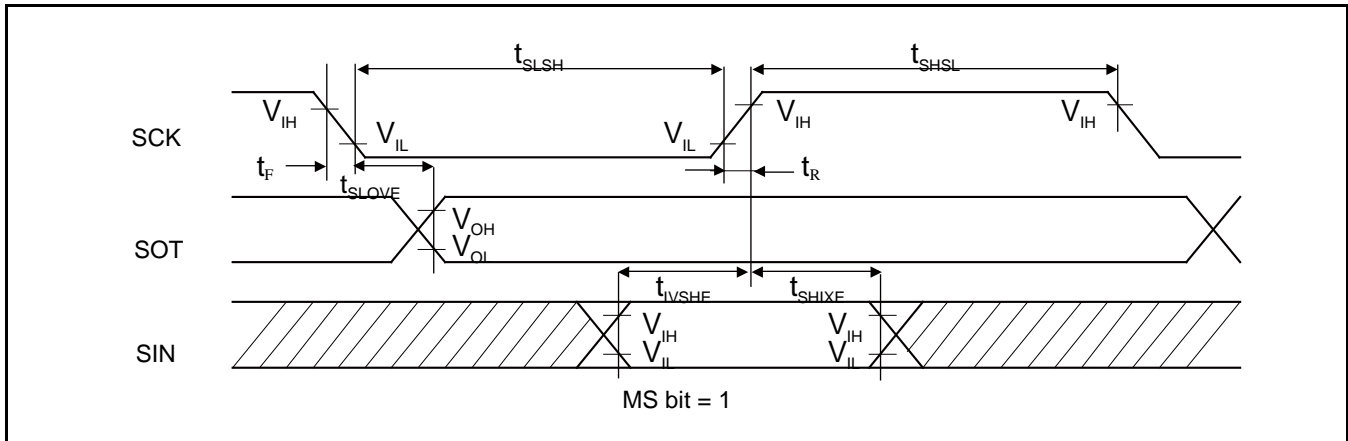 tSLSH
tSHSL
SCK
VIH
VIL
VIL
VIH
VIH
tF
tSLOVE
tR
SOT
VOH
VOL
tIVSHE
tSHIXE
SIN
VIH
VIL
VIH
VIL
MS bit = 1